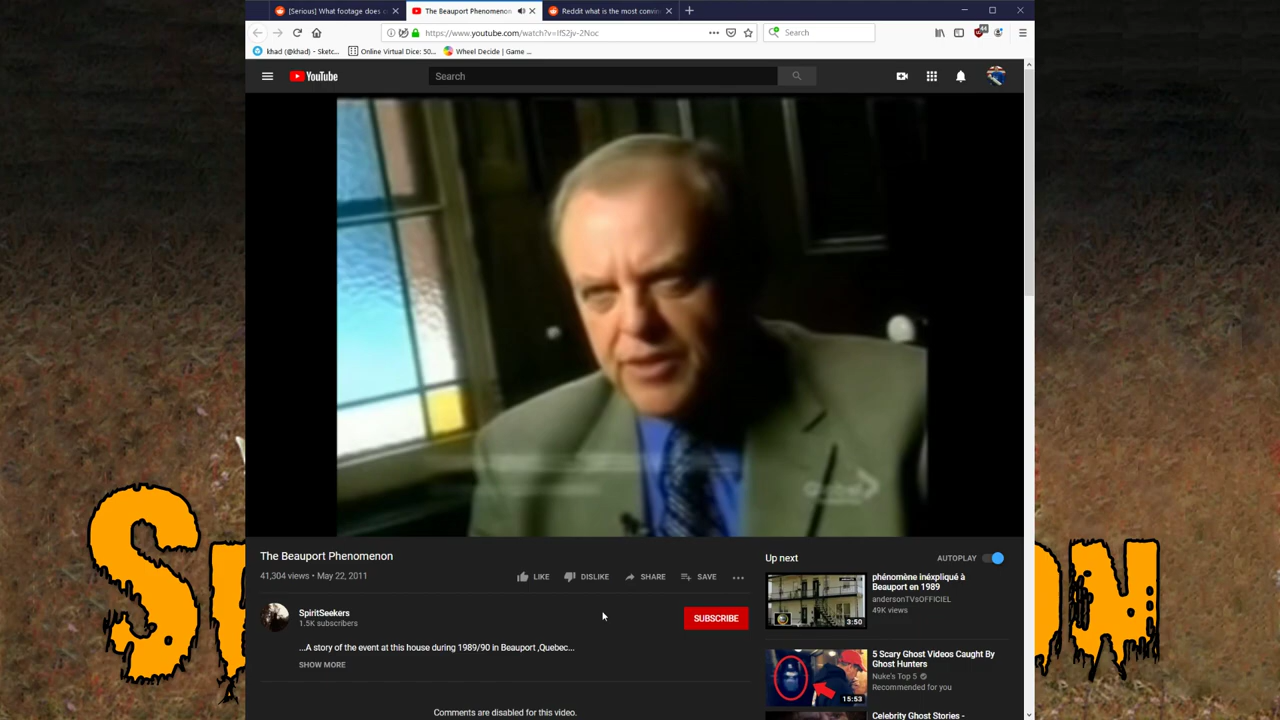 [Serious] What footage does
The Beauport Phenomenon
Reddit what is the most convin
https://www.youtube.com/watch?v=IfS2jv-2Noc
Search
44
khad (@khad) - Sketc...
Online Virtual Dice: 50...
Wheel Decide | Game ...
YouTube
Search
The Beauport Phenomenon
41,304 views • May 22, 2011
LIKE
DISLIKE
SHARE
SAVE
SpiritSeekers
1.5K subscribers
SUBSCRIBE
...A story of the event at this house during 1989/90 in Beauport ,Quebec...
SHOW MORE
Comments are disabled for this video.
Up next
AUTOPLAY
phénomène inéxpliqué à
Beauport en 1989
andersonTVsOFFICIEL
49K views
3:50
5 Scary Ghost Videos Caught By
Ghost Hunters
Nuke's Top 5
Recommended for you
15:53
Celebrity Ghost Stories -